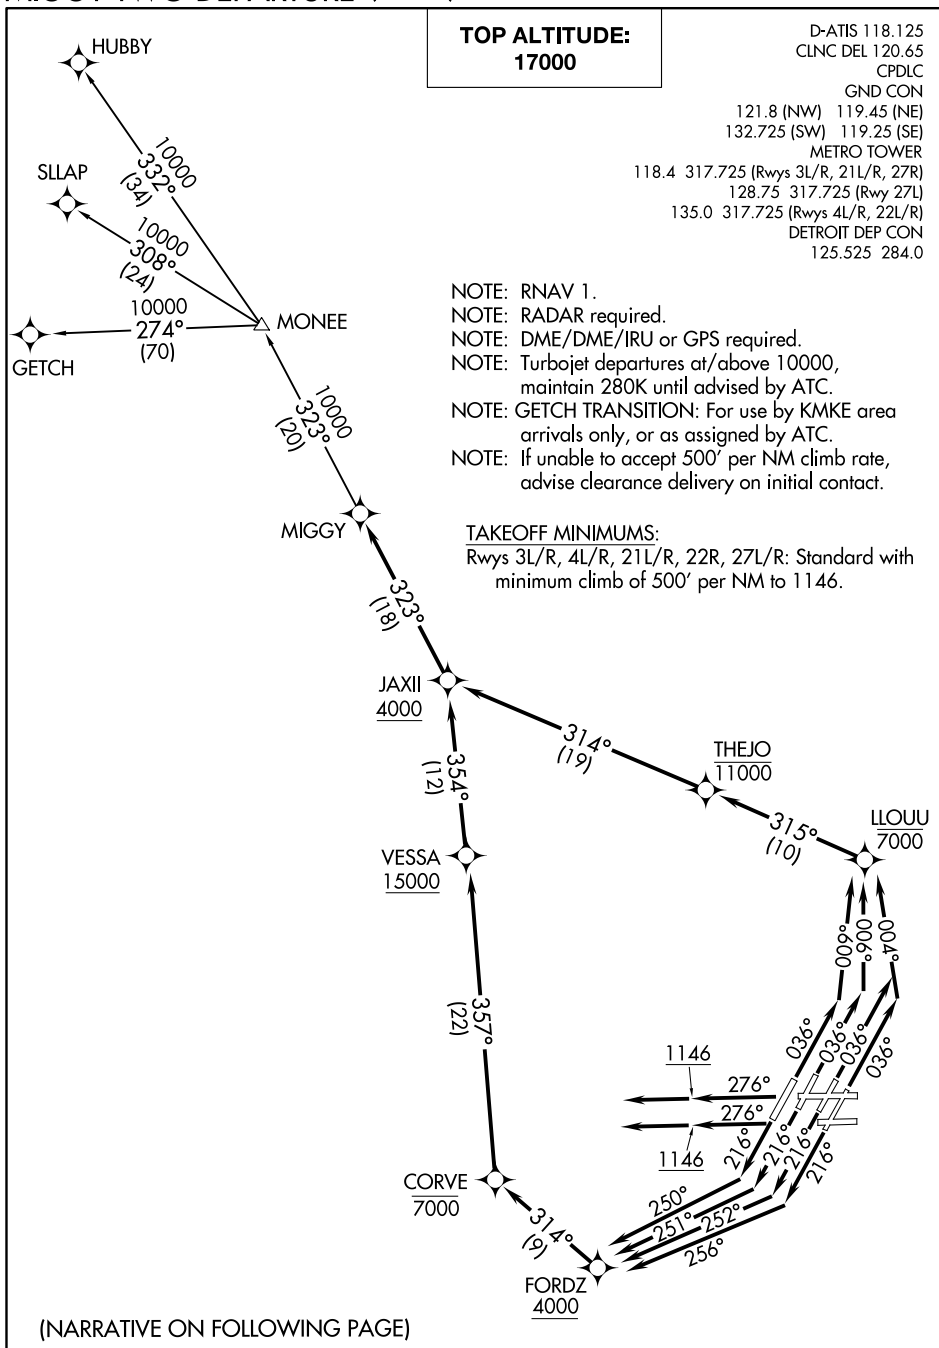 TOP ALTITUDE:
17000
D-ATIS 118.125
CLNC DEL 120.65
CPDLC
GND CON
121.8 (NW) 119.45 (NE)
132.725 (SW) 119.25 (SE)
METRO TOWER
118.4 317.725 (Rwys 3L/R, 21L/R, 27R)
128.75 317.725 (Rwy 27L)
135.0 317.725 (Rwys 4L/R, 22L/R)
DETROIT DEP CON
125.525 284.0
HUBBY
10000
332°
(34)
SLLAP
10000
308°
(24)
10000
274°
(70)
MONEE
GETCH
NOTE: RNAV 1.
NOTE: RADAR required.
NOTE: DME/DME/IRU or GPS required.
NOTE: Turbojet departures at/above 10000,
maintain 280K until advised by ATC.
NOTE: GETCH TRANSITION: For use by KMKE area
arrivals only, or as assigned by ATC.
NOTE: If unable to accept 500' per NM climb rate,
advise clearance delivery on initial contact.
10000
323°
(20)
MIGGY
TAKEOFF MINIMUMS:
Rwys 3L/R, 4L/R, 21L/R, 22R, 27L/R: Standard with
minimum climb of 500' per NM to 1146.
323°
(18)
JAXII
4000
314°
(19)
THEJO
11000
354°
(12)
315°
(10)
LLOUU
7000
VESSA
15000
009°
006°
004°
357°
(22)
036°
036°
036°
036°
1146
276°
276°
1146
216°
216°
216°
216°
CORVE
7000
250°
251°
252°
256°
314°
(9)
FORDZ
4000
(NARRATIVE ON FOLLOWING PAGE)